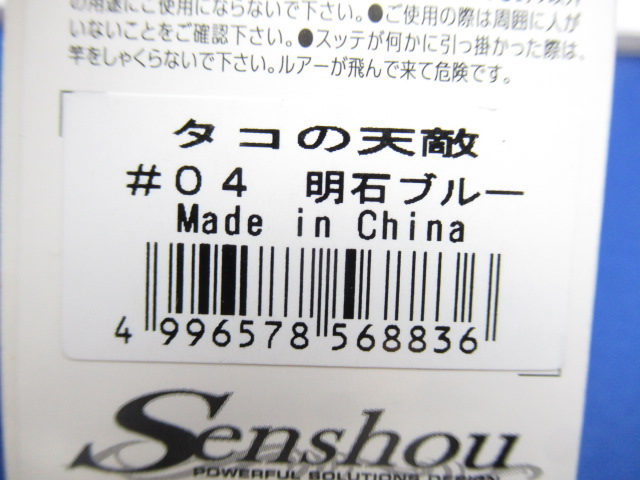 の用途にご使用にならないで下さい。●ご使用の際は周囲に人が
いないことをご確認下さい。●スッテが何かに引っ掛かった際は、
竿をしゃくらないで下さい。ルアーが飛んで来て危険です。
タコの天敵
#04 明石ブルー
Made in China
4 996578 568836
Senshou
POWERFUL SOLUTIONS DESIGN